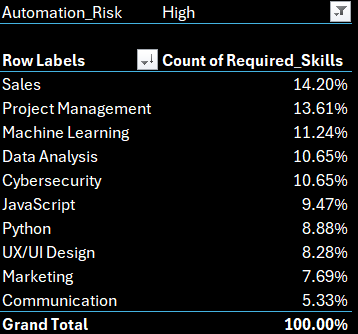 Automation_Risk High
Row Labels Count of Required_Skills
Sales 14.20%
Project Management 13.61%
Machine Learning 11.24%
Data Analysis 10.65%
Cybersecurity 10.65%
JavaScript 9.47%
Python 8.88%
UX/UI Design 8.28%
Marketing 7.69%
Communication 5.33%
Grand Total 100.00%